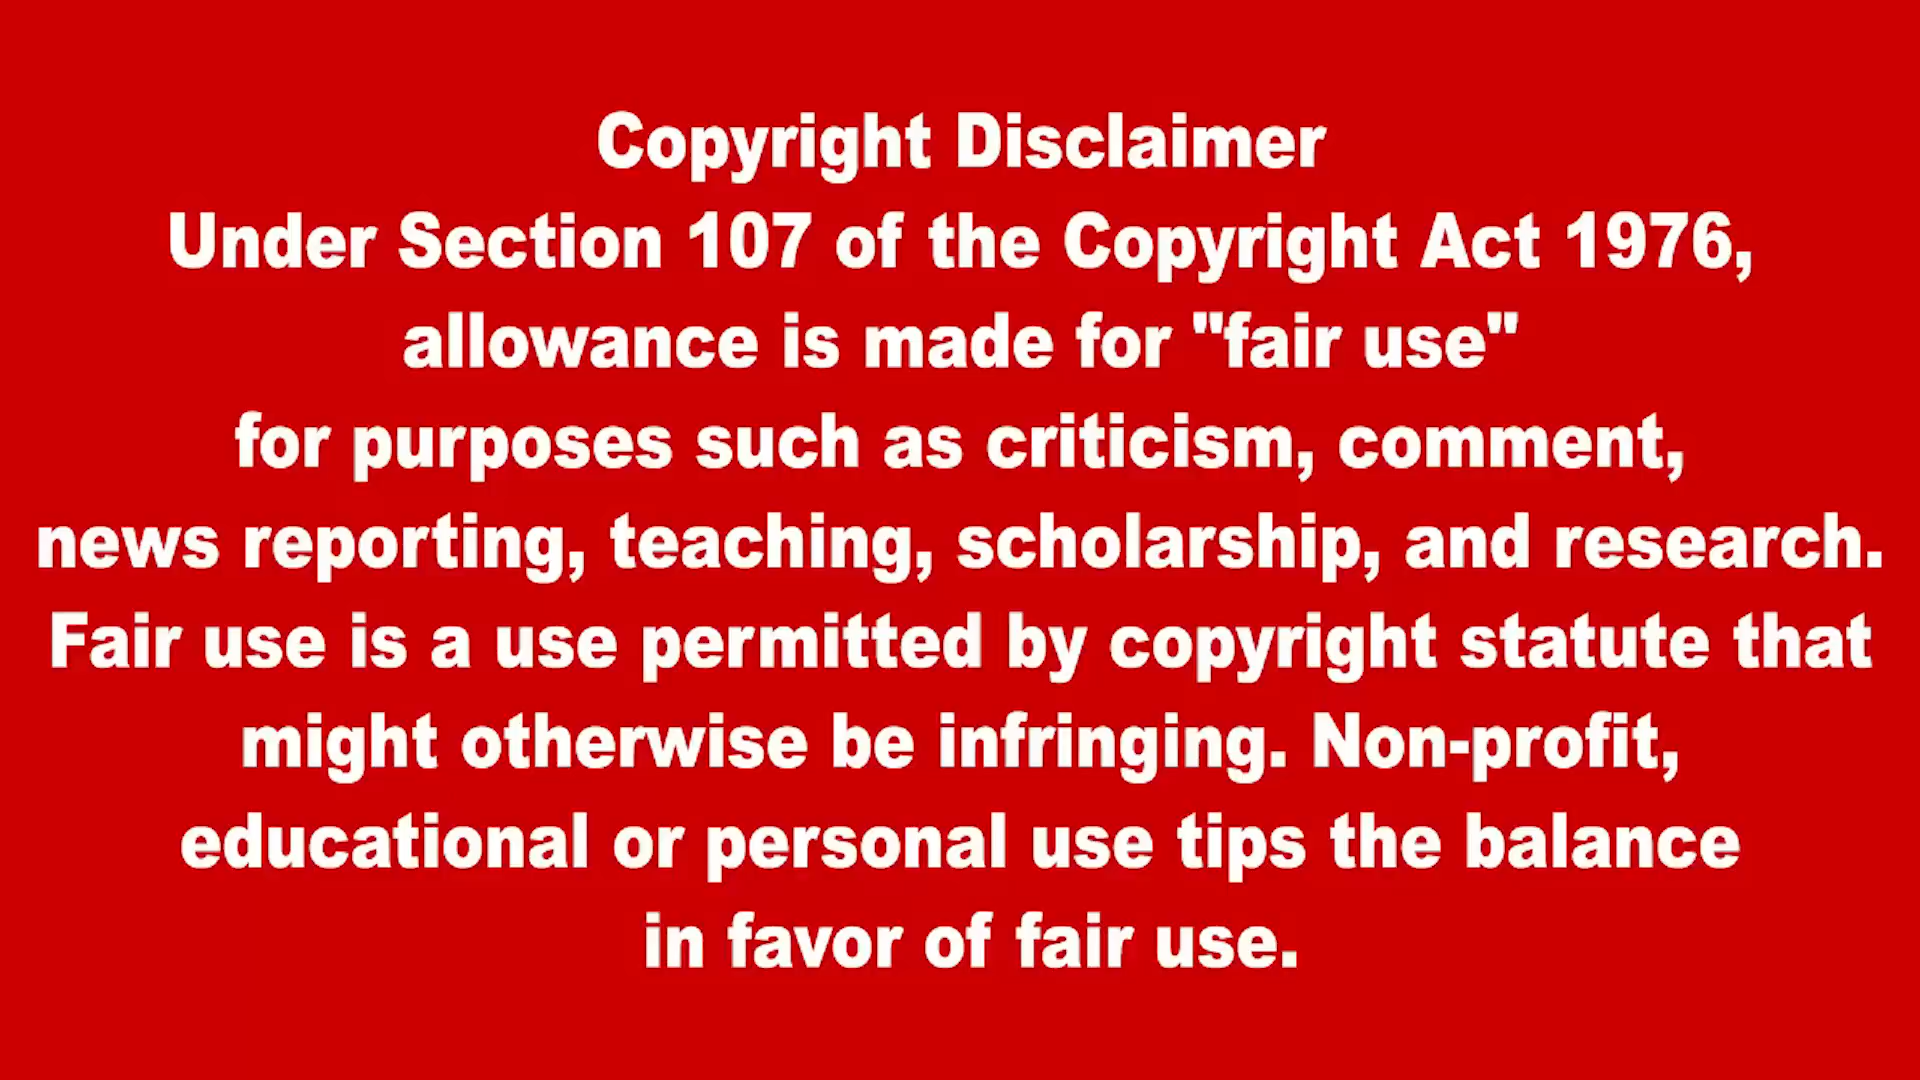 Copyright Disclaimer
Under Section 107 of the Copyright Act 1976,
allowance is made for "fair use"
for purposes such as criticism, comment,
news reporting, teaching, scholarship, and research.
Fair use is a use permitted by copyright statute that
might otherwise be infringing. Non-profit,
educational or personal use tips the balance
in favor of fair use.